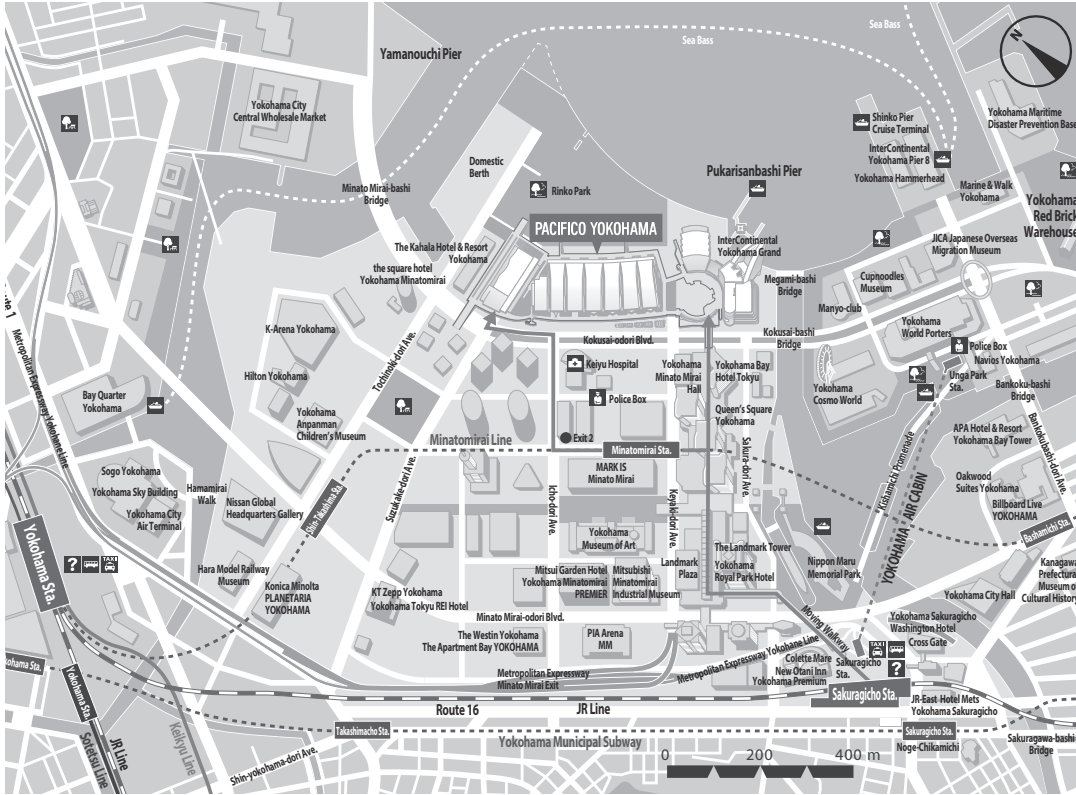 Sea Bass
Sea Bass
N
Yamanouchi Pier
Yokohama City
Central Wholesale Market
Shinko Pier
Cruise Terminal
Yokohama Maritime
Disaster Prevention Base
InterContinental
Yokohama Pier 8
Yokohama Hammerhead
Domestic
Berth
Pukarisanbashi Pier
Minato Mirai-bashi
Bridge
Rinko Park
Marine & Walk
Yokohama
Yokohama
Red Brick
Warehouse
PACIFICO YOKOHAMA
The Kahala Hotel & Resort
Yokohama
InterContinental
Yokohama Grand
JICA Japanese Overseas
Migration Museum
the square hotel
Yokohama Minatomirai
Megami-bashi
Bridge
Cupnoodles
Museum
Manyo-club
Route 1
Metropolitan Expressway Yokohane Line
K-Arena Yokohama
Tochinoki-dori Ave.
Kokusai-odori Blvd.
Kokusai-bashi
Bridge
Yokohama
World Porters
Police Box
Navios Yokohama
Hilton Yokohama
Keiyu Hospital
Yokohama
Minato Mirai
Hall
Yokohama Bay
Hotel Tokyu
Unga Park
Sta.
Bankoku-bashi
Bridge
Bay Quarter
Yokohama
Yokohama
Cosmo World
Yokohama
Anpanman
Children's Museum
Police Box
Queen's Square
Yokohama
Bankokubashi-dori Ave.
Minatomirai Line
Exit 2
Minatomirai Sta.
Sakura-dori Ave.
Kishamichi Promenade
APA Hotel & Resort
Yokohama Bay Tower
Sogo Yokohama
Yokohama Sky Building
Yokohama City
Air Terminal
Hamamirai
Walk
Nissan Global
Headquarters Gallery
Shin-Takashima Sta.
Suzukake-dori Ave.
MARK IS
Minato Mirai
Icho-dori Ave.
Keyaki-dori Ave.
YOKOHAMA AIR CABIN
Oakwood
Suites Yokohama
Billboard Live
YOKOHAMA
Bashamichi Sta.
Yokohama Sta.
?
TAXI
Yokohama
Museum of Art
The Landmark Tower
Yokohama
Royal Park Hotel
Nippon Maru
Memorial Park
Hara Model Railway
Museum
Konica Minolta
PLANETARIA
YOKOHAMA
KT Zepp Yokohama
Yokohama Tokyu REI Hotel
Mitsui Garden Hotel
Yokohama Minatomirai
PREMIER
Mitsubishi
Minatomirai
Industrial Museum
Landmark
Plaza
Kanagawa
Prefectural
Museum of
Cultural History
Yokohama City Hall
Minato Mirai-odori Blvd.
Moving Walkway
Yokohama Sakuragicho
Washington Hotel
Cross Gate
The Westin Yokohama
The Apartment Bay YOKOHAMA
PIA Arena
MM
Metropolitan Expressway Yokohane Line
TAXI
?
Colette Mare
New Otani Inn
Yokohama Premium
Sakuragicho
Sta.
kohama Sta.
Yokohama Sta.
Metropolitan Expressway
Minato Mirai Exit
Sakuragicho Sta.
JR-East Hotel Mets
Yokohama Sakuragicho
Route 16
JR Line
Takashimacho Sta.
Yokohama Municipal Subway
Sakuragicho Sta.
Noge-Chikamichi
Sakuragawa-bashi
Bridge
Sotetsu Line
JR Line
Keikyu Line
Shin-yokohama-dori Ave.
0 200 400 m